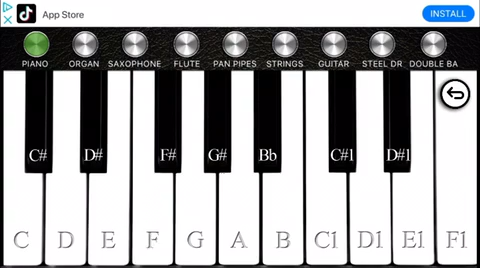 App Store
INSTALL
PIANO ORGAN SAXOPHONE FLUTE PAN PIPES STRINGS GUITAR STEEL DR DOUBLE BA
C# D# F# G# Bb C#1 D#1
C D E F G A B C1 D1 E1 F1